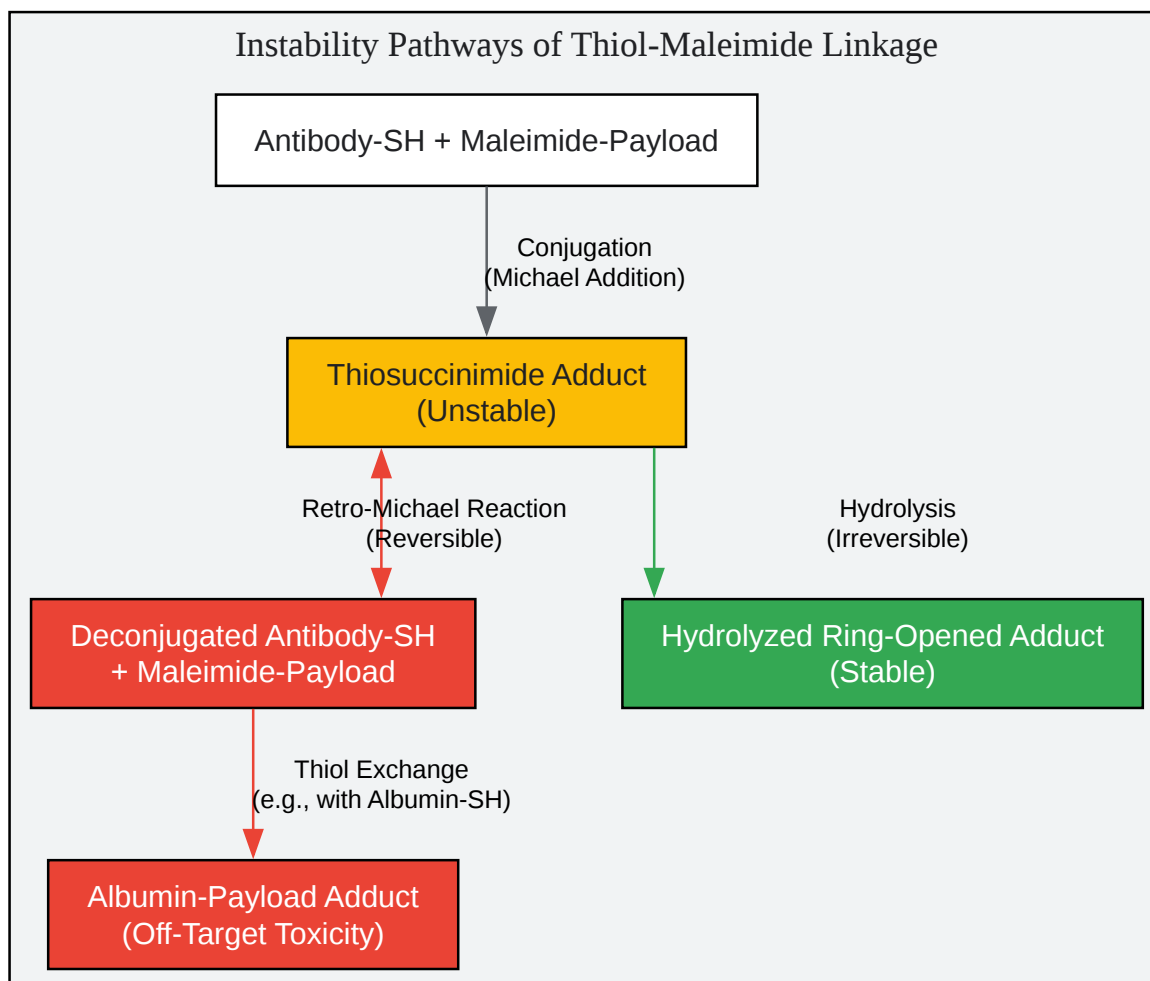 Instability Pathways of Thiol-Maleimide Linkage
Antibody-SH + Maleimide-Payload
Conjugation
(Michael Addition)
Thiosuccinimide Adduct
(Unstable)
Retro-Michael Reaction
(Reversible)
Hydrolysis
(Irreversible)
Deconjugated Antibody-SH
+ Maleimide-Payload
Hydrolyzed Ring-Opened Adduct
(Stable)
Thiol Exchange
(e.g., with Albumin-SH)
Albumin-Payload Adduct
(Off-Target Toxicity)